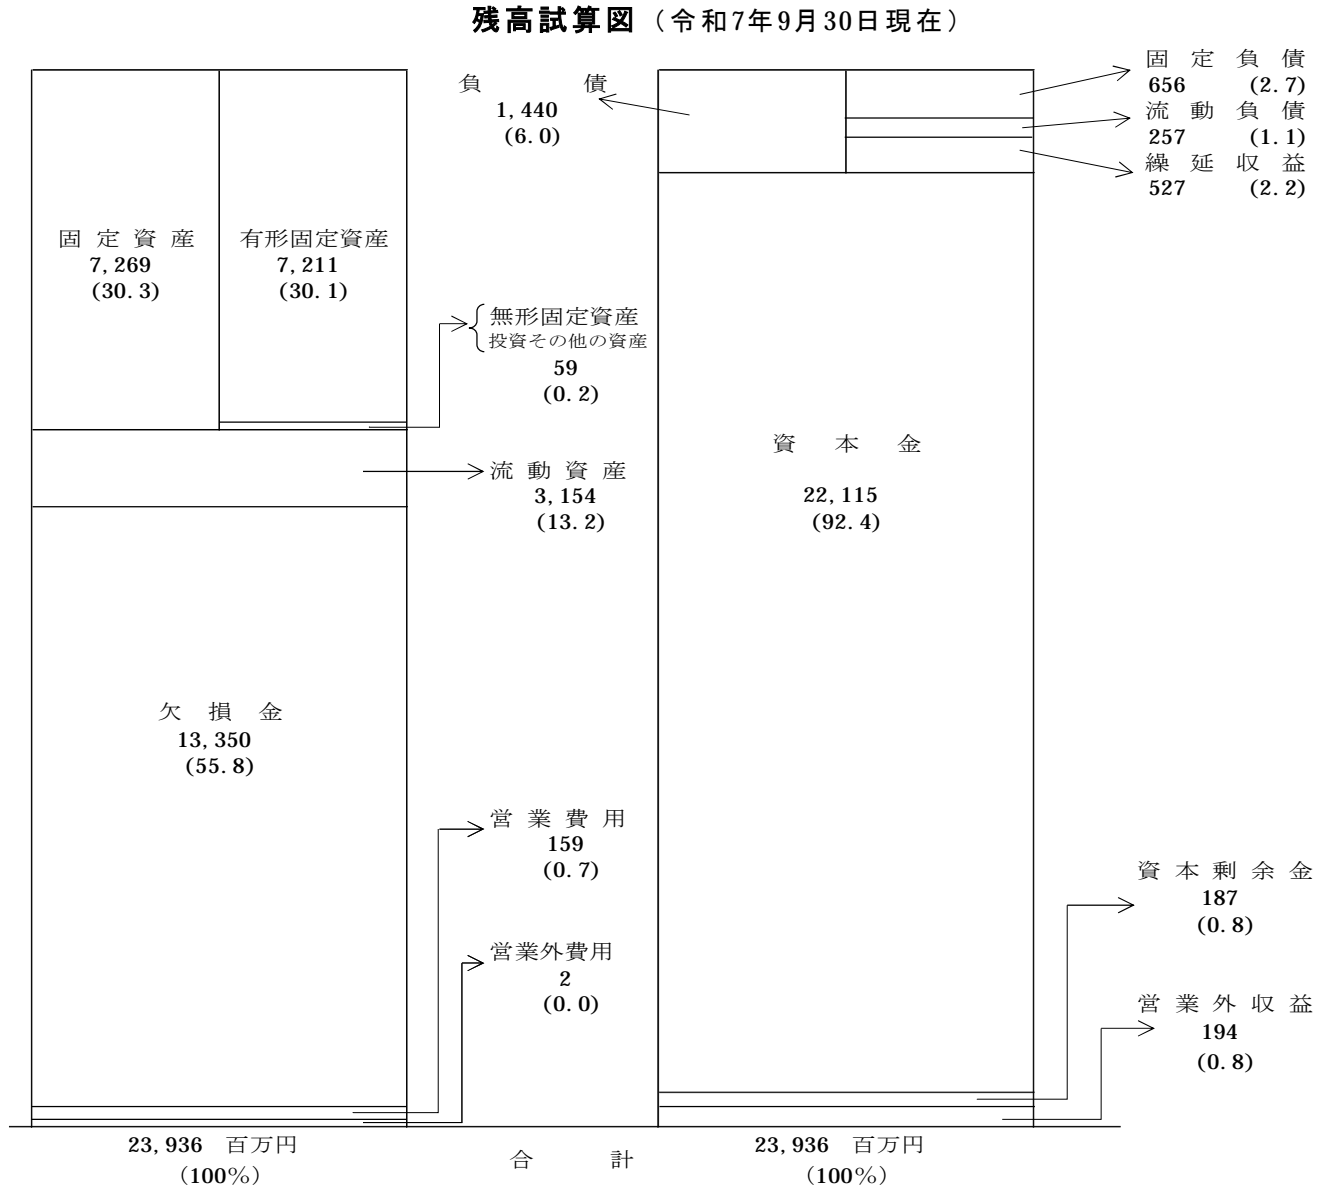 残高試算図（令和7年9月30日現在）
固定資産
7,269
(30.3)
有形固定資産
7,211
(30.1)
無形固定資産
投資その他の資産
59
(0.2)
流動資産
3,154
(13.2)
欠損金
13,350
(55.8)
営業費用
159
(0.7)
営業外費用
2
(0.0)
23,936 百万円
(100%)
合計
負債
1,440
(6.0)
固定負債
656 (2.7)
流動負債
257 (1.1)
繰延収益
527 (2.2)
資本金
22,115
(92.4)
資本剰余金
187
(0.8)
営業外収益
194
(0.8)
23,936 百万円
(100%)